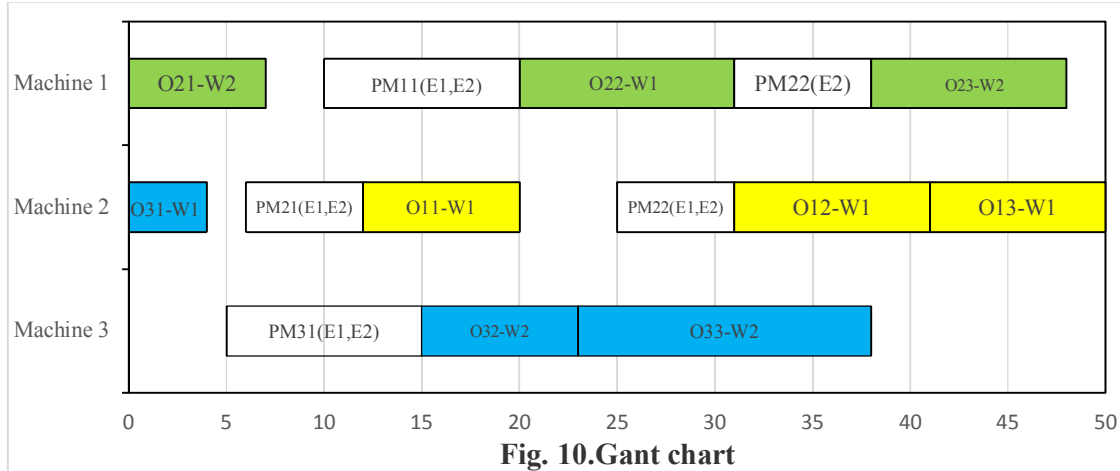 Machine 1
O21-W2
PM11(E1,E2)
O22-W1
PM22(E2)
O23-W2
Machine 2
O31-W1
PM21(E1,E2)
O11-W1
PM22(E1,E2)
O12-W1
O13-W1
Machine 3
PM31(E1,E2)
O32-W2
O33-W2
0 5 10 15 20 25 30 35 40 45 50
Fig. 10.Gant chart